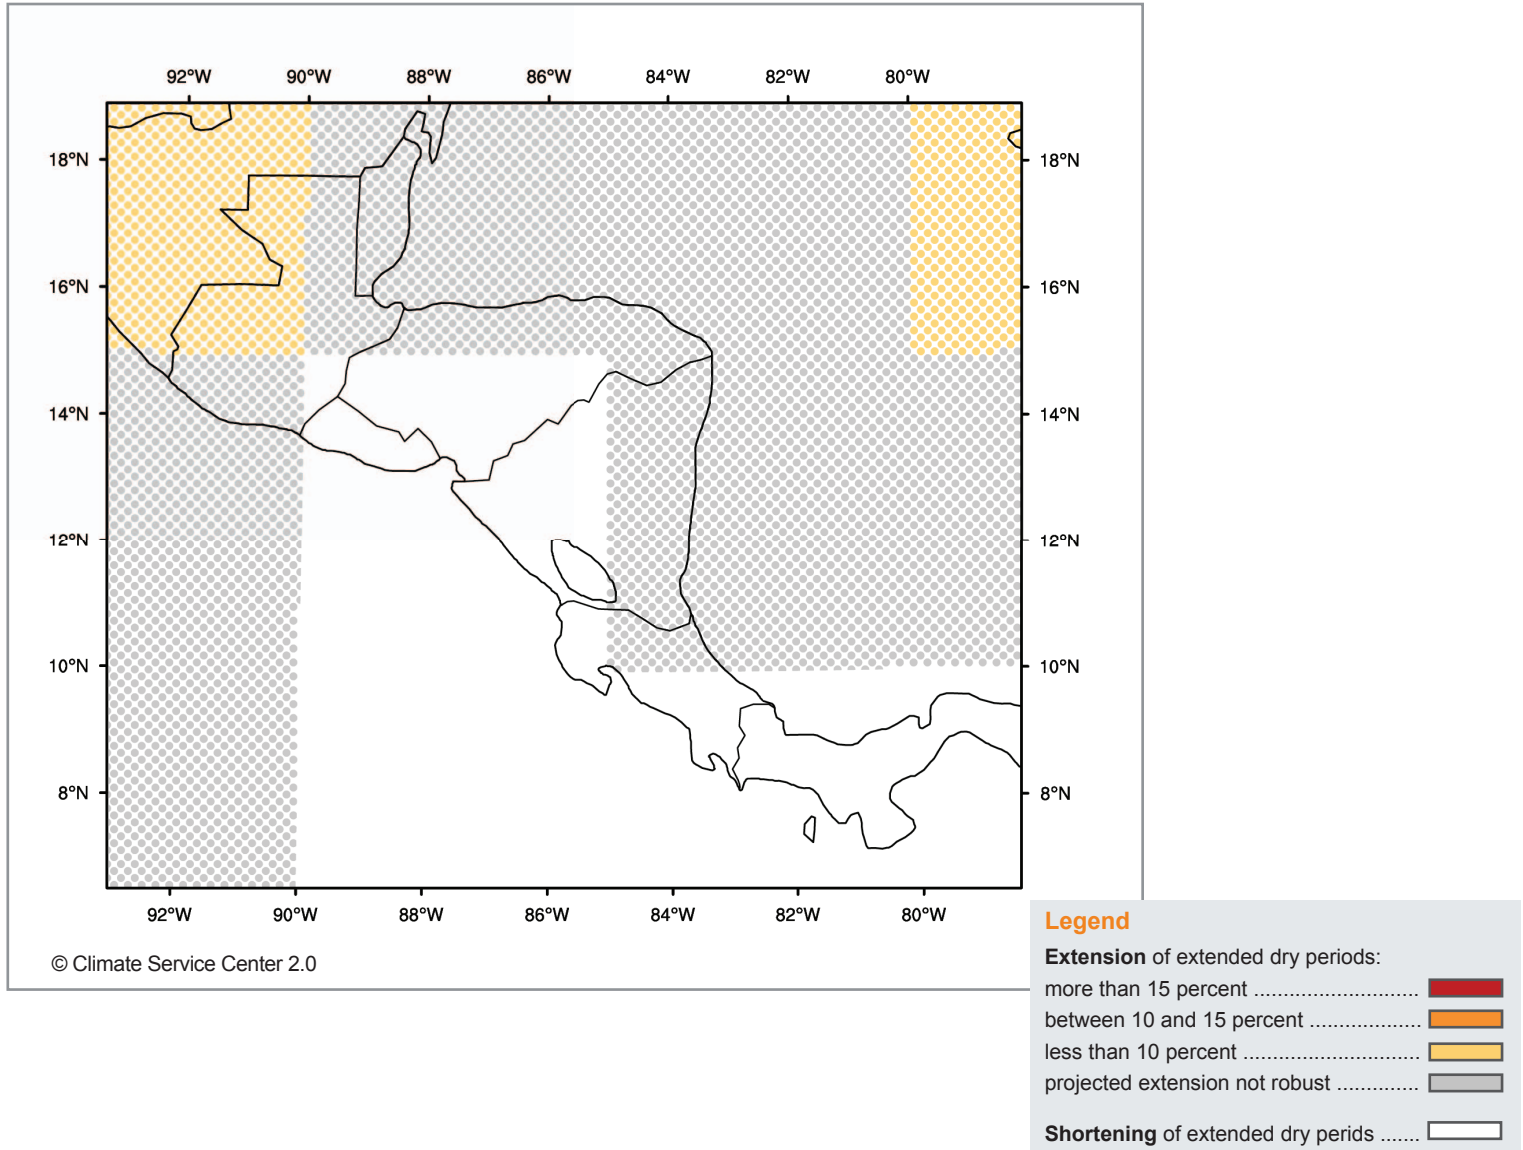 92°W 90°W 88°W 86°W 84°W 82°W 80°W
18°N 18°N
16°N 16°N
14°N 14°N
12°N 12°N
10°N 10°N
8°N 8°N
92°W 90°W 88°W 86°W 84°W 82°W 80°W
© Climate Service Center 2.0
Legend
Extension of extended dry periods:
more than 15 percent ............................
between 10 and 15 percent ...................
less than 10 percent ..............................
projected extension not robust ..............
Shortening of extended dry perids .......